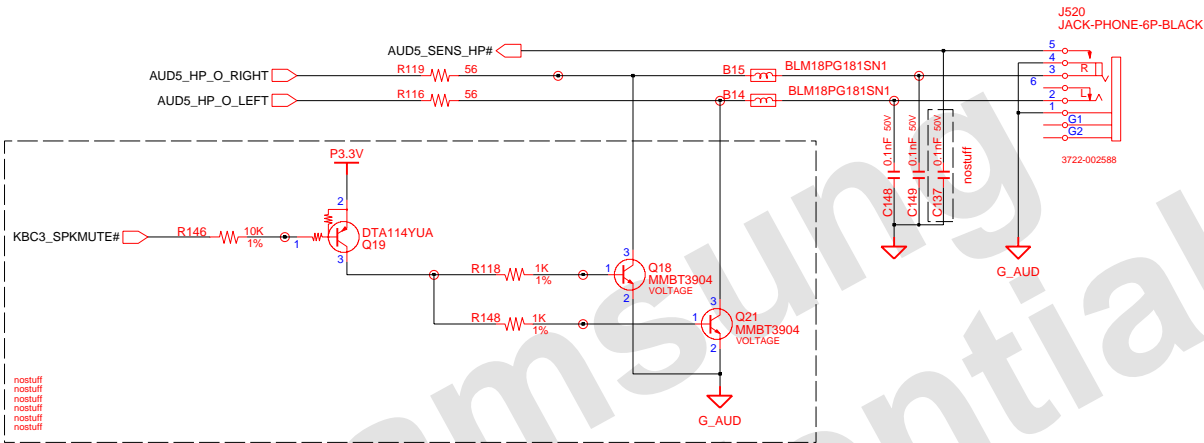 J520
JACK-PHONE-6P-BLACK
AUD5_SENS_HP#
5
4
AUD5_HP_O_RIGHT
R119
56
B15
BLM18PG181SN1
3
R
6
AUD5_HP_O_LEFT
R116
56
B14
BLM18PG181SN1
2
L
1
G1
G2
3722-002588
P3.3V
2
KBC3_SPKMUTE#
R146
10K
1%
1
DTA114YUA
Q19
3
C148
0.1nF 50V
C149
0.1nF 50V
C137
0.1nF 50V
nostuff
G_AUD
R118
1K
1%
1
3
Q18
MMBT3904
VOLTAGE
2
R148
1K
1%
1
3
Q21
MMBT3904
VOLTAGE
2
G_AUD
nostuff
nostuff
nostuff
nostuff
nostuff
nostuff
amsung
ential